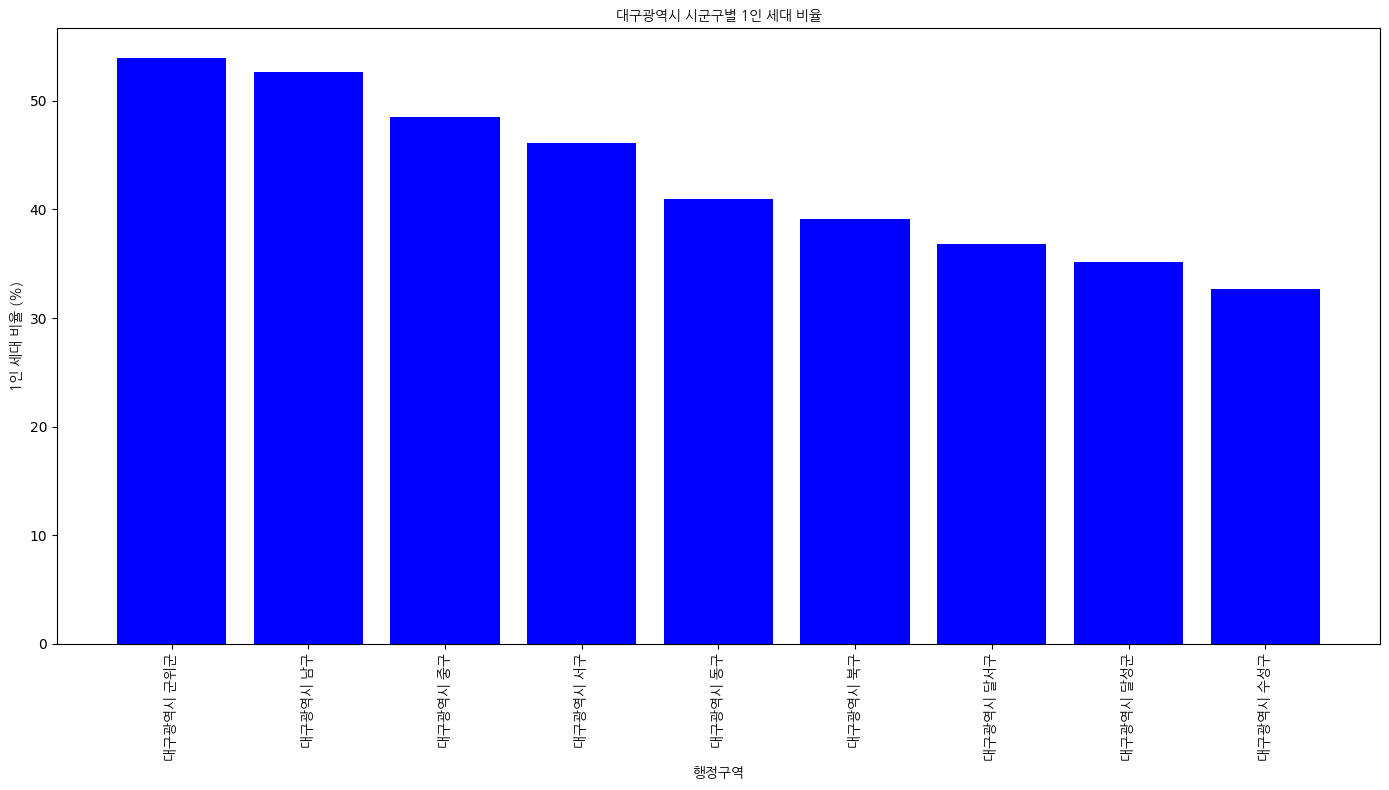 대구광역시 시군구별 1인 세대 비율
1인 세대 비율 (%)
50
40
30
20
10
0
대구광역시 군위군
대구광역시 남구
대구광역시 중구
대구광역시 서구
대구광역시 동구
대구광역시 북구
대구광역시 달서구
대구광역시 달성군
대구광역시 수성구
행정구역